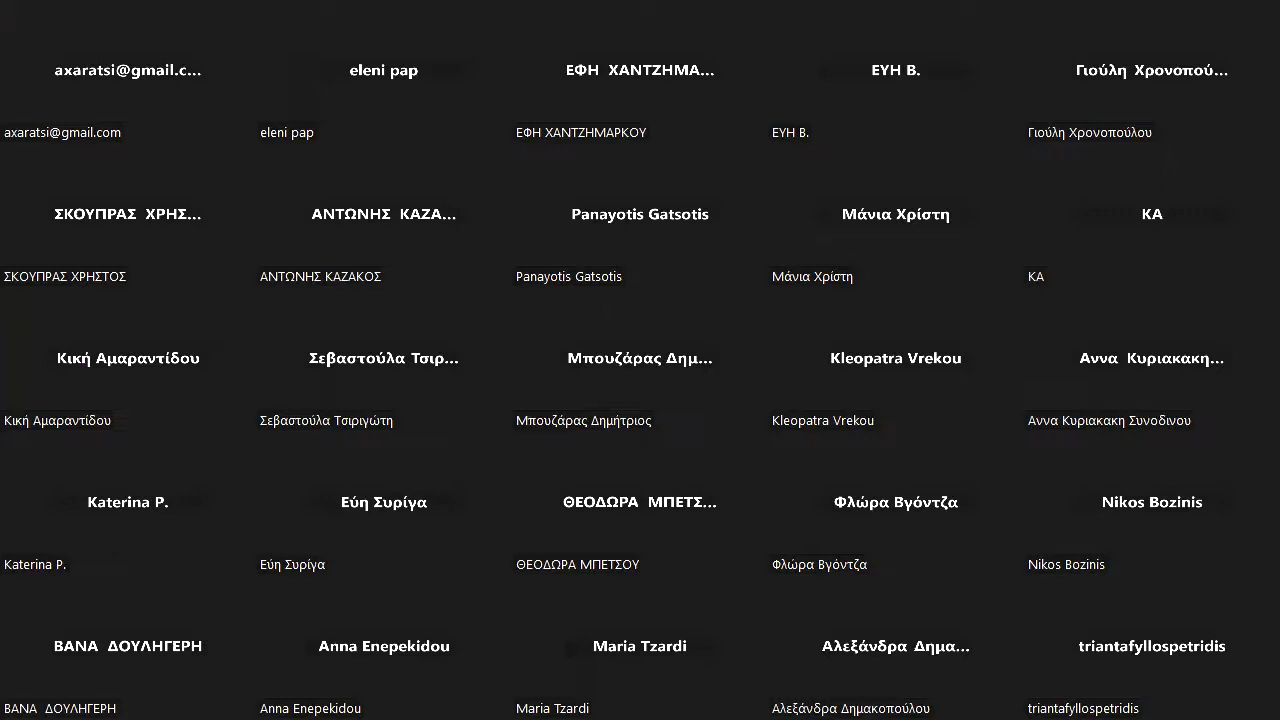 axaratsi@gmail.c... eleni pap ΕΦΗ ΧΑΝΤΖΗΜΑ... ΕΥΗ Β. Γιούλη Χρονοπού...
axaratsi@gmail.com eleni pap ΕΦΗ ΧΑΝΤΖΗΜΑΡΚΟΥ ΕΥΗ Β. Γιούλη Χρονοπούλου
ΣΚΟΥΠΡΑΣ ΧΡΗΣ... ΑΝΤΩΝΗΣ ΚΑΖΑ... Panayotis Gatsotis Μάνια Χρίστη KA
ΣΚΟΥΠΡΑΣ ΧΡΗΣΤΟΣ ΑΝΤΩΝΗΣ ΚΑΖΑΚΟΣ Panayotis Gatsotis Μάνια Χρίστη KA
Κική Αμαραντίδου Σεβαστούλα Τσιρ... Μπουζάρας Δημ... Kleopatra Vrekou Αννα Κυριακακη...
Κική Αμαραντίδου Σεβαστούλα Τσιριγώτη Μπουζάρας Δημήτριος Kleopatra Vrekou Αννα Κυριακακη Συνοδινου
Katerina P. Εύη Συρίγα ΘΕΟΔΩΡΑ ΜΠΕΤΣ... Φλώρα Βγόντζα Nikos Bozinis
Katerina P. Εύη Συρίγα ΘΕΟΔΩΡΑ ΜΠΕΤΣΟΥ Φλώρα Βγόντζα Nikos Bozinis
ΒΑΝΑ ΔΟΥΛΗΓΕΡΗ Anna Enepekidou Maria Tzardi Αλεξάνδρα Δημα... triantafyllospetridis
ΒΑΝΑ ΔΟΥΛΗΓΕΡΗ Anna Enepekidou Maria Tzardi Αλεξάνδρα Δημακοπούλου triantafyllospetridis